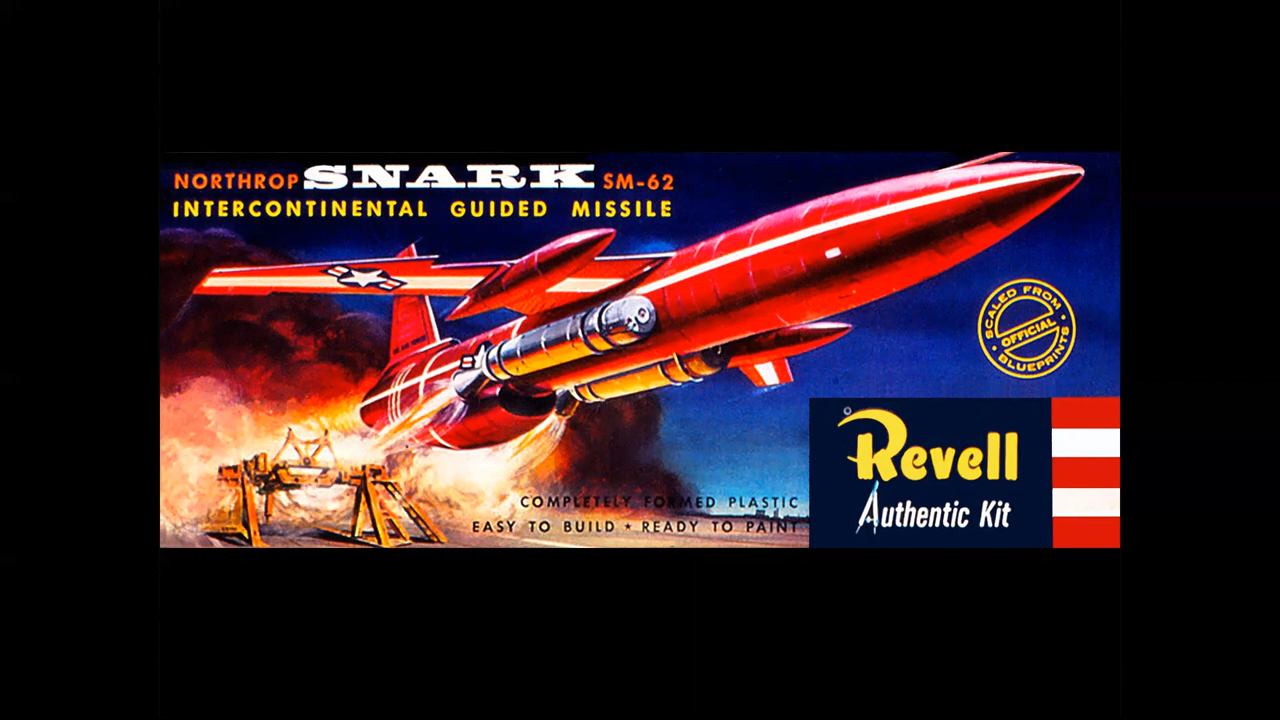 NORTHROP SNARK SM-62
INTERCONTINENTAL GUIDED MISSILE
SCALED FROM
OFFICIAL
BLUEPRINTS
Revell
Authentic Kit
COMPLETELY FORMED PLASTIC
EASY TO BUILD ★ READY TO PAINT